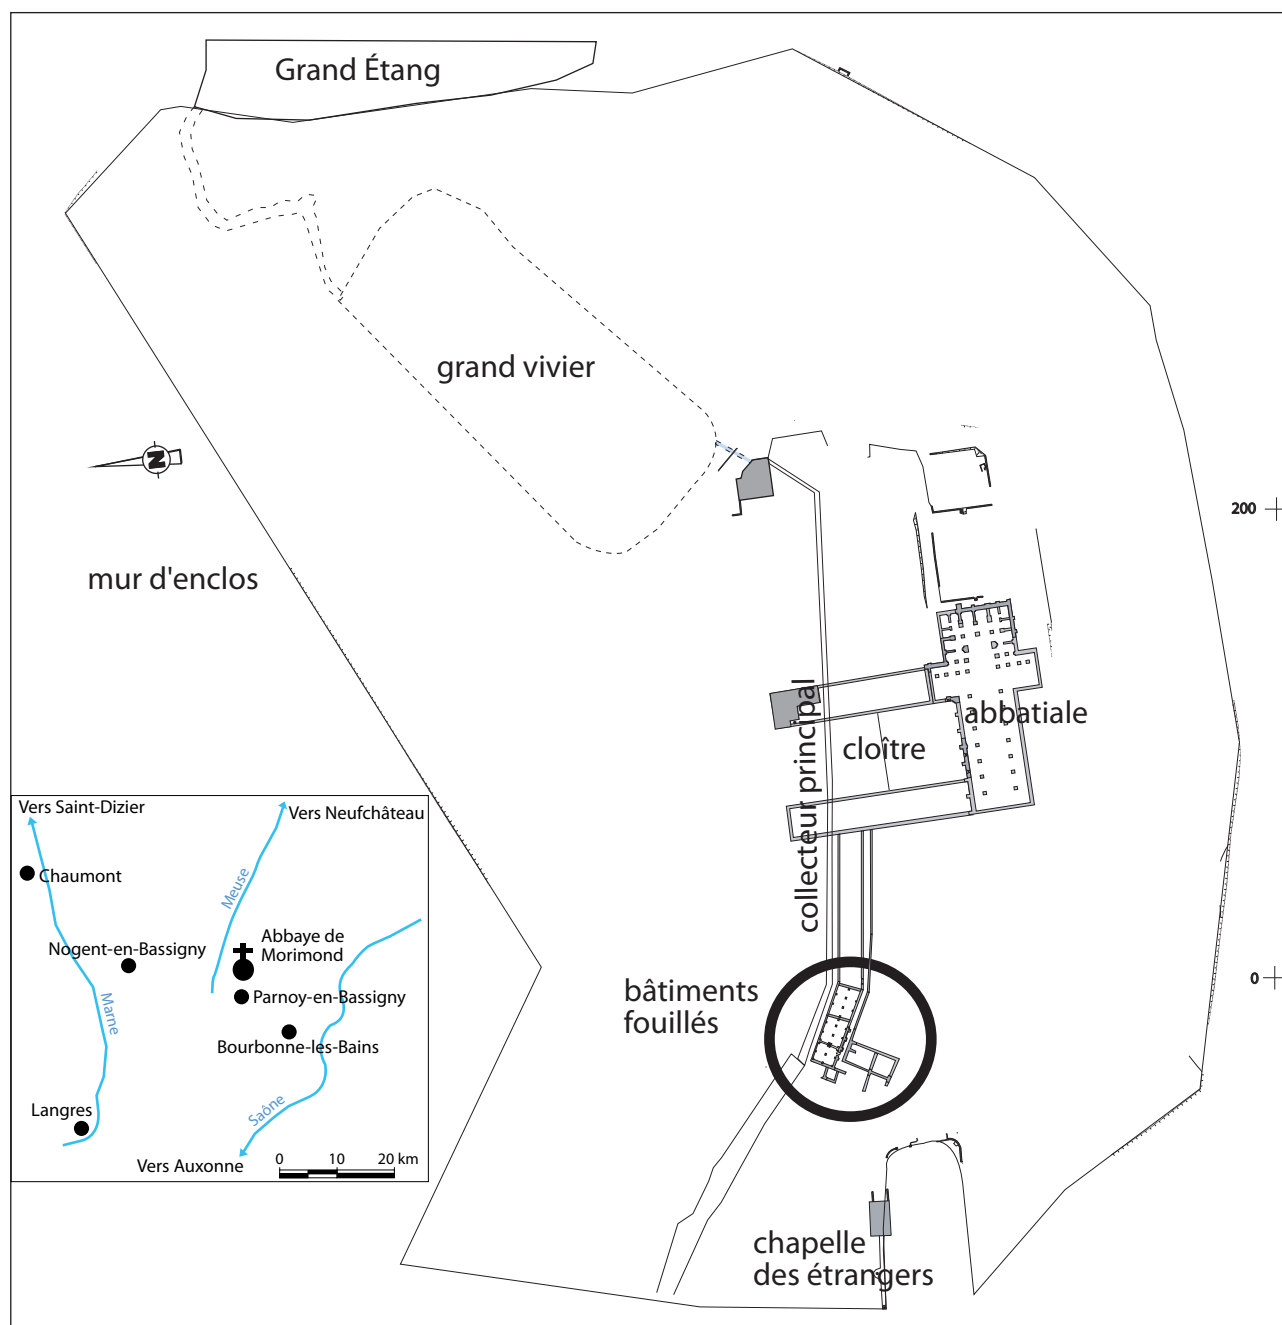 Grand Étang
grand vivier
N
200
mur d'enclos
abbatiale
cloître
collecteur principal
bâtiments
fouillés
0
chapelle
des étrangers
Vers Saint-Dizier
Vers Neufchâteau
Chaumont
Meuse
Nogent-en-Bassigny
Abbaye de
Morimond
Parnoy-en-Bassigny
Marne
Bourbonne-les-Bains
Langres
Saône
Vers Auxonne
0 10 20 km